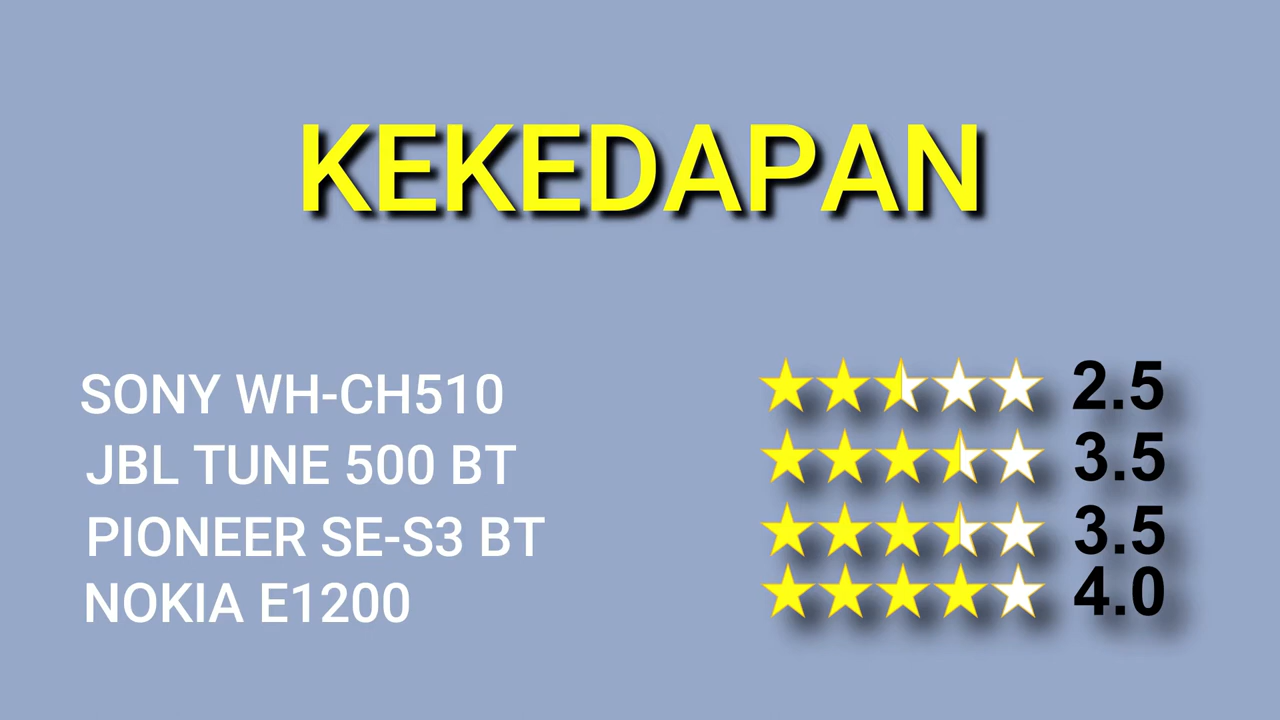 KEKEDAPAN
SONY WH-CH510 2.5
JBL TUNE 500 BT 3.5
PIONEER SE-S3 BT 3.5
NOKIA E1200 4.0